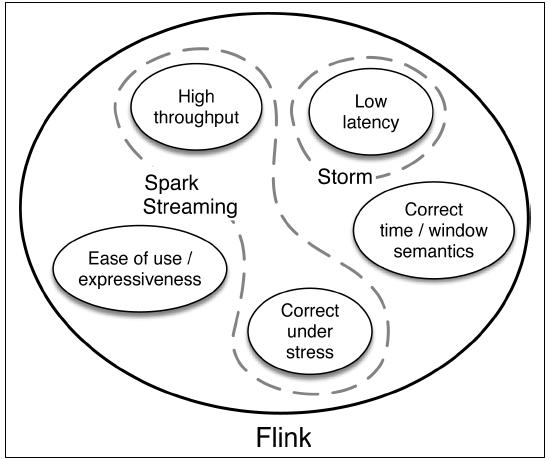 High
throughput
Low
latency
Spark
Streaming
Storm
Correct
time / window
semantics
Ease of use /
expressiveness
Correct
under
stress
Flink